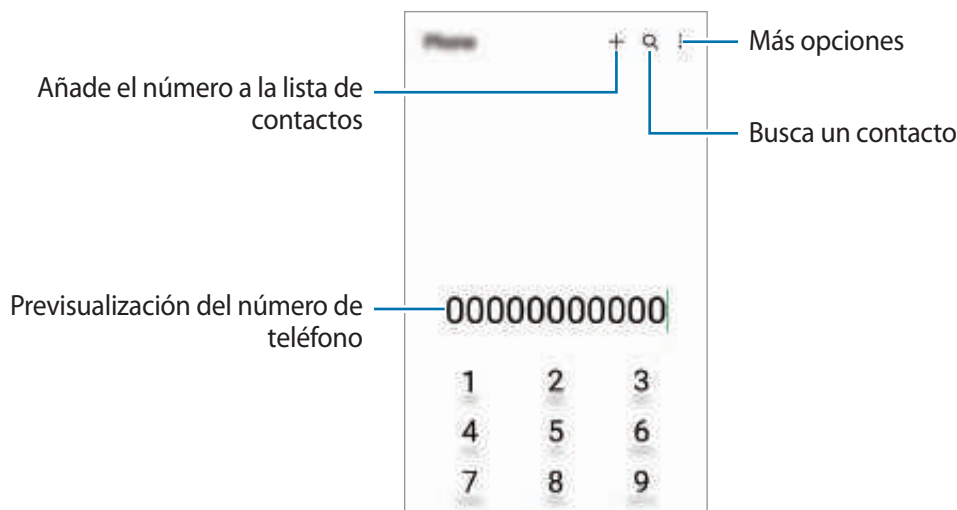 Phone
Más opciones
Añade el número a la lista de
contactos
Busca un contacto
Previsualización del número de
teléfono
00000000000
1 2 3
4 5 6
7 8 9